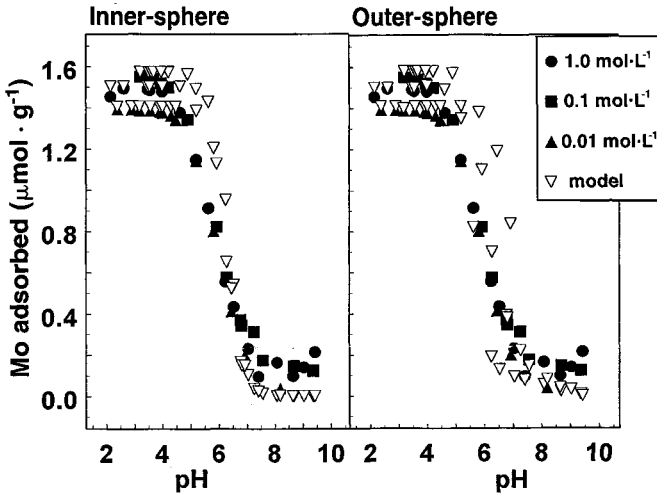 Inner-sphere
Outer-sphere
Mo adsorbed (μmol · g⁻¹)
1.6
1.2
0.8
0.4
0.0
2 4 6 8 10
pH
2 4 6 8 10
pH
1.0 mol·L⁻¹
0.1 mol·L⁻¹
0.01 mol·L⁻¹
model